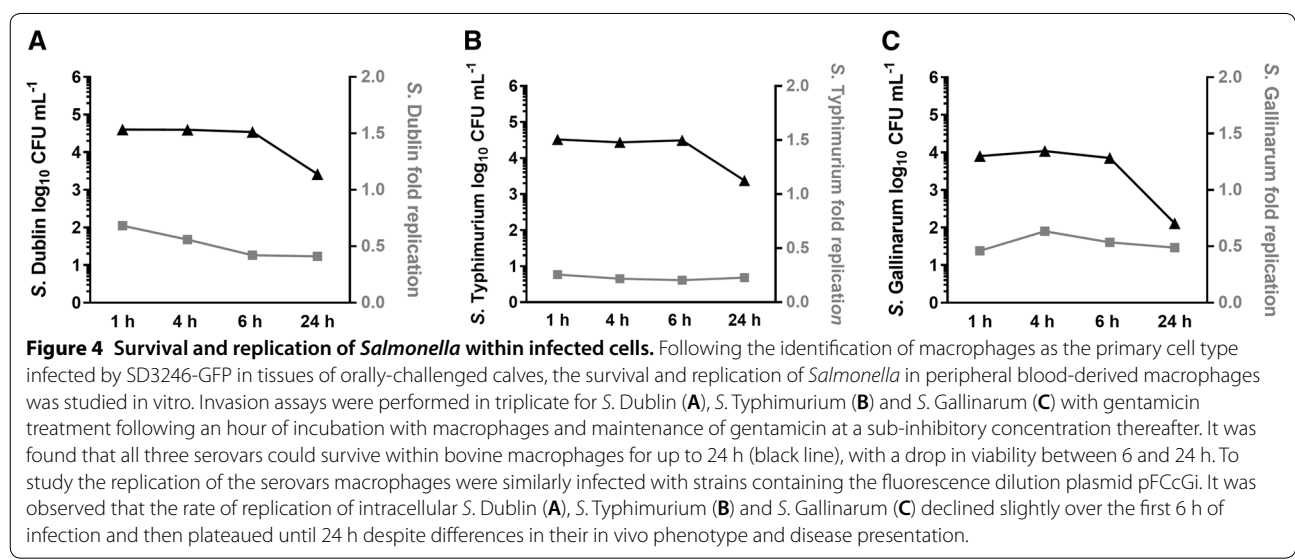 A
B
C
S. Dublin log10 CFU mL-1
6
5
4
3
2
1
0
2.0
1.5
1.0
0.5
0.0
S. Dublin fold replication
1 h 4 h 6 h 24 h
S. Typhimurium log10 CFU mL-1
6
5
4
3
2
1
0
2.0
1.5
1.0
0.5
0.0
S. Typhimurium fold replication
1 h 4 h 6 h 24 h
S. Gallinarum log10 CFU mL-1
6
5
4
3
2
1
0
2.0
1.5
1.0
0.5
0.0
S. Gallinarum fold replication
1 h 4 h 6 h 24 h
Figure 4 Survival and replication of Salmonella within infected cells. Following the identification of macrophages as the primary cell type
infected by SD3246-GFP in tissues of orally-challenged calves, the survival and replication of Salmonella in peripheral blood-derived macrophages
was studied in vitro. Invasion assays were performed in triplicate for S. Dublin (A), S. Typhimurium (B) and S. Gallinarum (C) with gentamicin
treatment following an hour of incubation with macrophages and maintenance of gentamicin at a sub-inhibitory concentration thereafter. It was
found that all three serovars could survive within bovine macrophages for up to 24 h (black line), with a drop in viability between 6 and 24 h. To
study the replication of the serovars macrophages were similarly infected with strains containing the fluorescence dilution plasmid pFCcGi. It was
observed that the rate of replication of intracellular S. Dublin (A), S. Typhimurium (B) and S. Gallinarum (C) declined slightly over the first 6 h of
infection and then plateaued until 24 h despite differences in their in vivo phenotype and disease presentation.